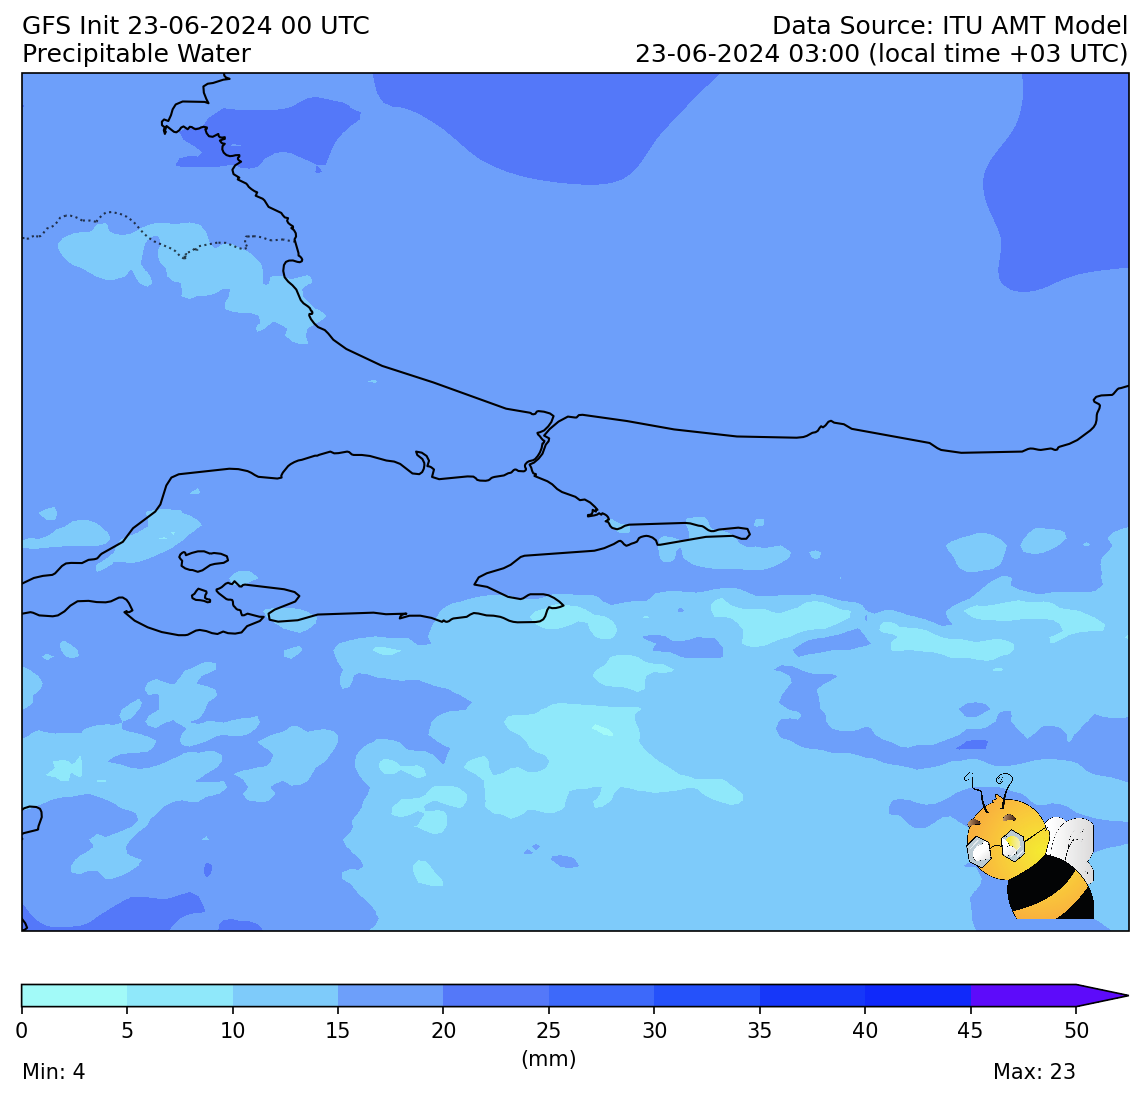 GFS Init 23-06-2024 00 UTC
Data Source: ITU AMT Model
Precipitable Water
23-06-2024 03:00 (local time +03 UTC)
0 5 10 15 20 25 30 35 40 45 50
(mm)
Min: 4
Max: 23